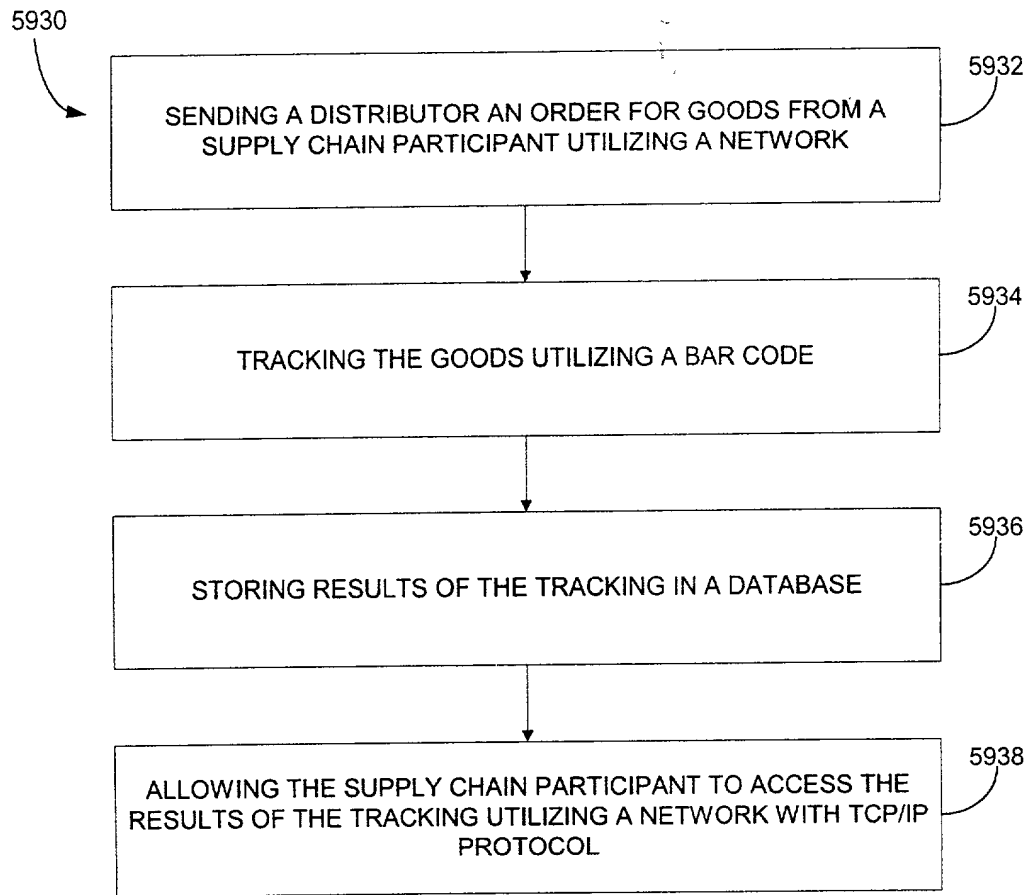 5930
5932
SENDING A DISTRIBUTOR AN ORDER FOR GOODS FROM A
SUPPLY CHAIN PARTICIPANT UTILIZING A NETWORK
5934
TRACKING THE GOODS UTILIZING A BAR CODE
5936
STORING RESULTS OF THE TRACKING IN A DATABASE
5938
ALLOWING THE SUPPLY CHAIN PARTICIPANT TO ACCESS THE
RESULTS OF THE TRACKING UTILIZING A NETWORK WITH TCP/IP
PROTOCOL